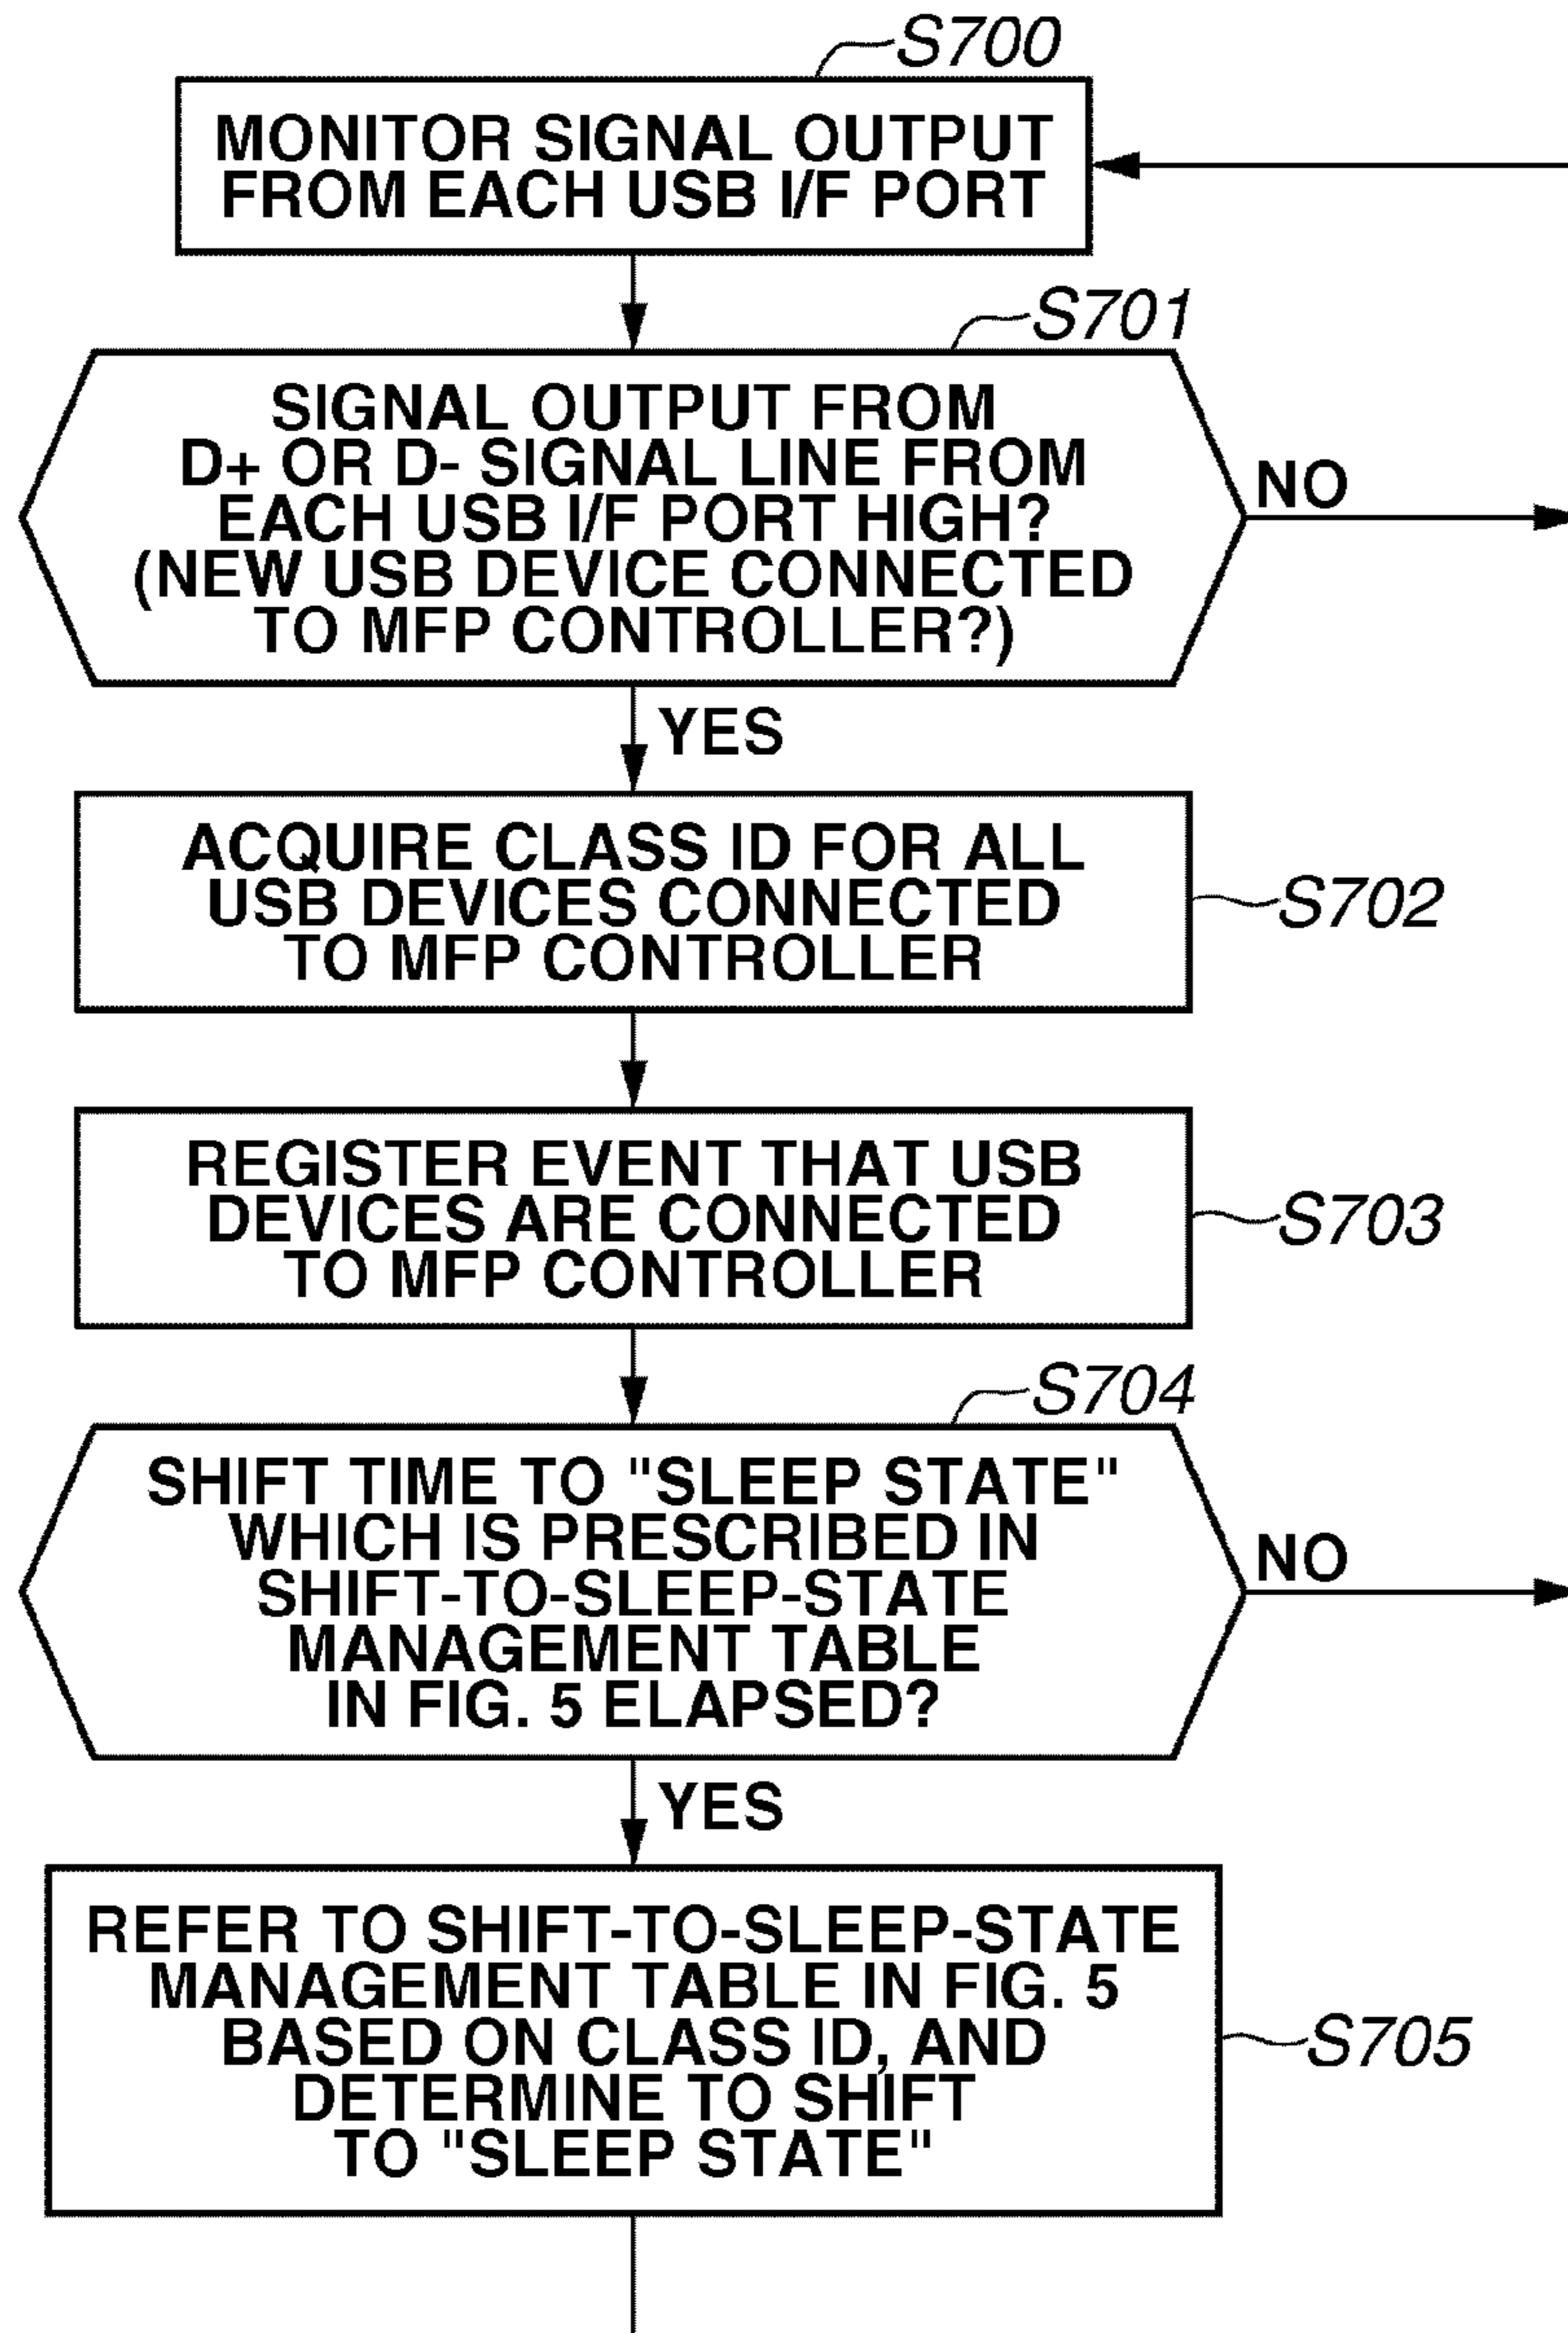 S700
MONITOR SIGNAL OUTPUT
FROM EACH USB I/F PORT
S701
SIGNAL OUTPUT FROM
D+ OR D- SIGNAL LINE FROM
EACH USB I/F PORT HIGH?
(NEW USB DEVICE CONNECTED
TO MFP CONTROLLER?)
NO
YES
ACQUIRE CLASS ID FOR ALL
USB DEVICES CONNECTED
TO MFP CONTROLLER
S702
REGISTER EVENT THAT USB
DEVICES ARE CONNECTED
TO MFP CONTROLLER
S703
S704
SHIFT TIME TO "SLEEP STATE"
WHICH IS PRESCRIBED IN
SHIFT-TO-SLEEP-STATE
MANAGEMENT TABLE
IN FIG. 5 ELAPSED?
NO
YES
REFER TO SHIFT-TO-SLEEP-STATE
MANAGEMENT TABLE IN FIG. 5
BASED ON CLASS ID, AND
DETERMINE TO SHIFT
TO "SLEEP STATE"
S705